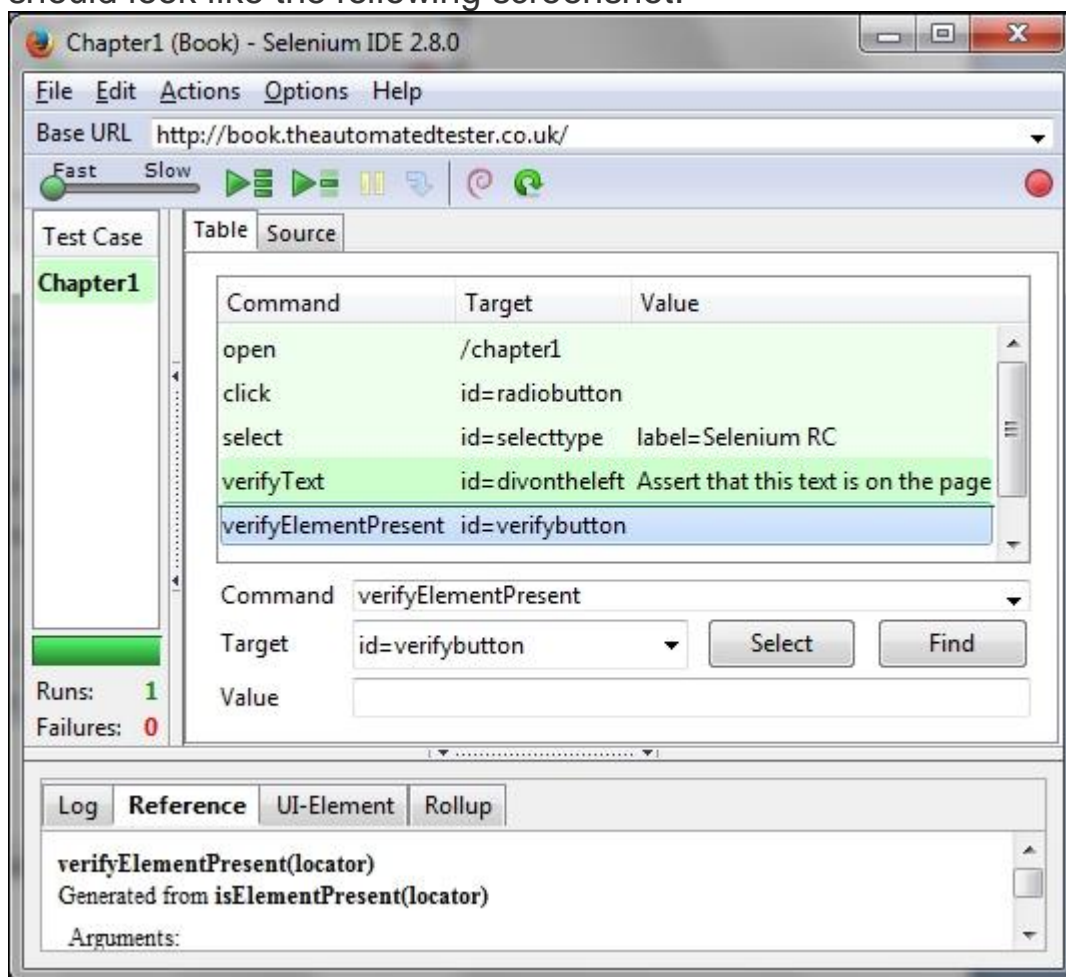 should look like the following screenshot:
Chapter1 (Book) - Selenium IDE 2.8.0
File Edit Actions Options Help
Base URL http://book.theautomatedtester.co.uk/
Fast Slow
Test Case
Chapter1
Table Source
Command Target Value
open /chapter1
click id=radiobutton
select id=selecttype label=Selenium RC
verifyText id=divontheleft Assert that this text is on the page
verifyElementPresent id=verifybutton
Command verifyElementPresent
Target id=verifybutton Select Find
Value
Runs: 1
Failures: 0
Log Reference UI-Element Rollup
verifyElementPresent(locator)
Generated from isElementPresent(locator)
Arguments: